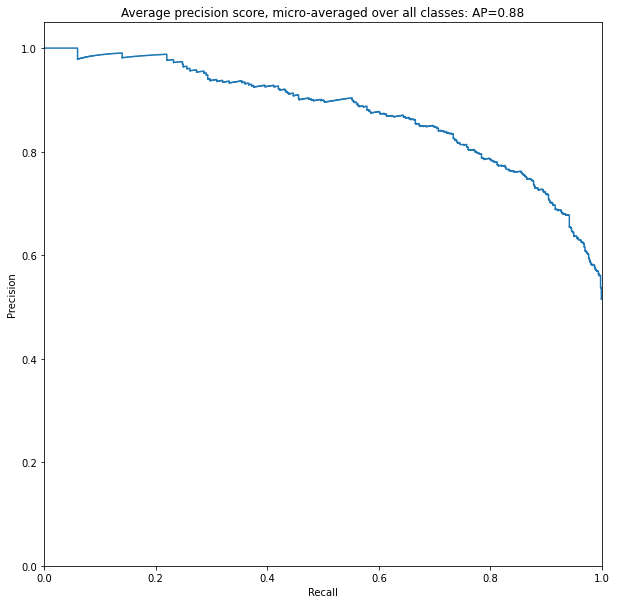 Average precision score, micro-averaged over all classes: AP=0.88
1.0
0.8
0.6
0.4
0.2
0.0
Precision
0.0 0.2 0.4 0.6 0.8 1.0
Recall